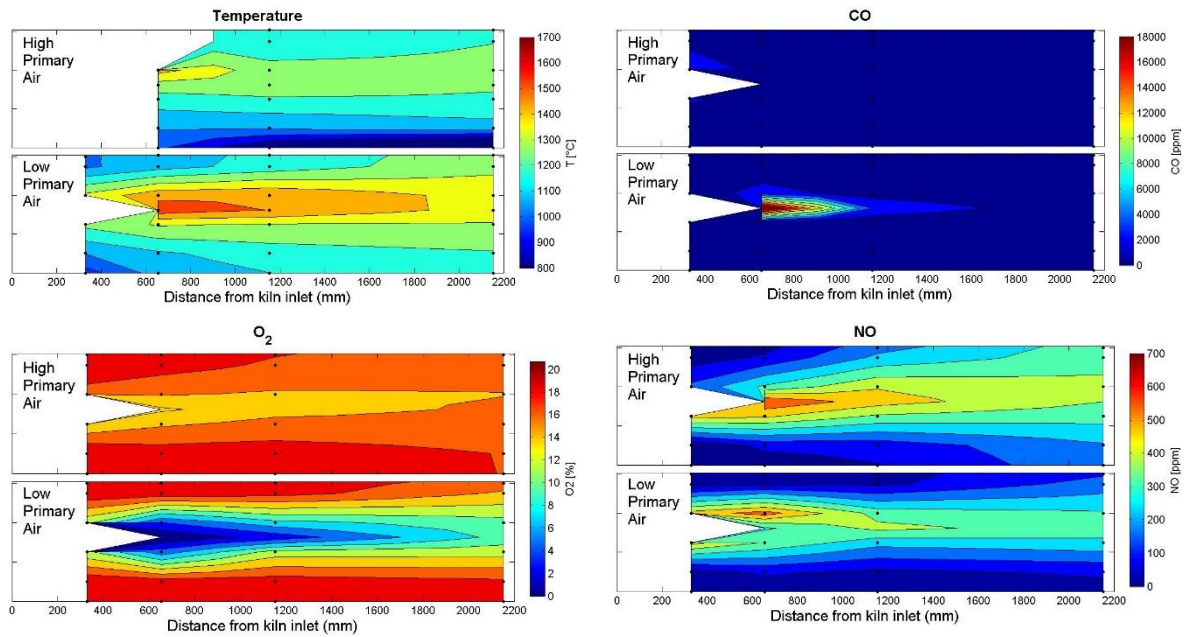 Temperature
High
Primary
Air
Low
Primary
Air
0 200 400 600 800 1000 1200 1400 1600 1800 2000 2200
Distance from kiln inlet (mm)
1700
1600
1500
1400
1300
1200
1100
1000
900
800
T [°C]
CO
High
Primary
Air
Low
Primary
Air
0 200 400 600 800 1000 1200 1400 1600 1800 2000 2200
Distance from kiln inlet (mm)
18000
16000
14000
12000
10000
8000
6000
4000
2000
0
CO [ppm]
O2
High
Primary
Air
Low
Primary
Air
0 200 400 600 800 1000 1200 1400 1600 1800 2000 2200
Distance from kiln inlet (mm)
20
18
16
14
12
10
8
6
4
2
0
O2 [%]
NO
High
Primary
Air
Low
Primary
Air
0 200 400 600 800 1000 1200 1400 1600 1800 2000 2200
Distance from kiln inlet (mm)
700
600
500
400
300
200
100
0
NO [ppm]